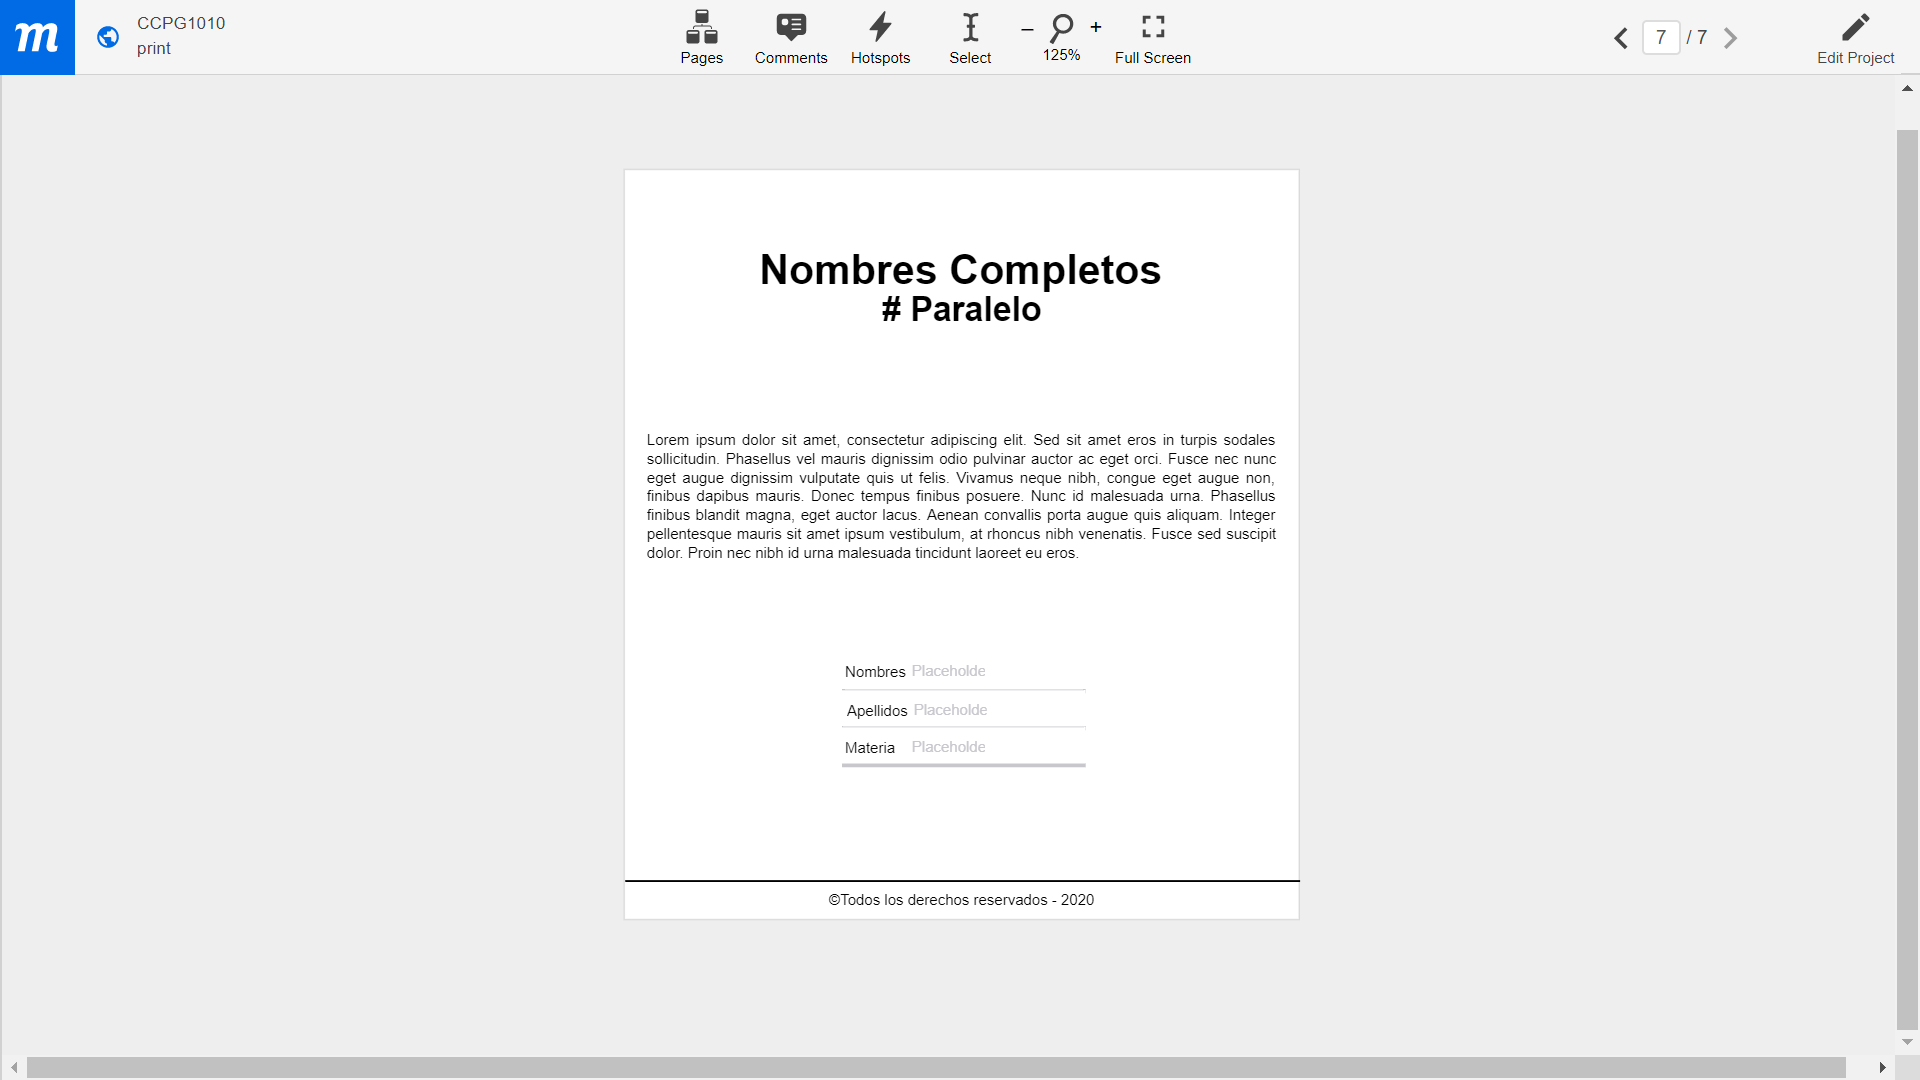 m
CCPG1010
print
Pages
Comments
Hotspots
Select
– 125% +
Full Screen
7 / 7
Edit Project
Nombres Completos
# Paralelo
Lorem ipsum dolor sit amet, consectetur adipiscing elit. Sed sit amet eros in turpis sodales
sollicitudin. Phasellus vel mauris dignissim odio pulvinar auctor ac eget orci. Fusce nec nunc
eget augue dignissim vulputate quis ut felis. Vivamus neque nibh, congue eget augue non,
finibus dapibus mauris. Donec tempus finibus posuere. Nunc id malesuada urna. Phasellus
finibus blandit magna, eget auctor lacus. Aenean convallis porta augue quis aliquam. Integer
pellentesque mauris sit amet ipsum vestibulum, at rhoncus nibh venenatis. Fusce sed suscipit
dolor. Proin nec nibh id urna malesuada tincidunt laoreet eu eros.
Nombres Placeholde
Apellidos Placeholde
Materia Placeholde
©Todos los derechos reservados - 2020